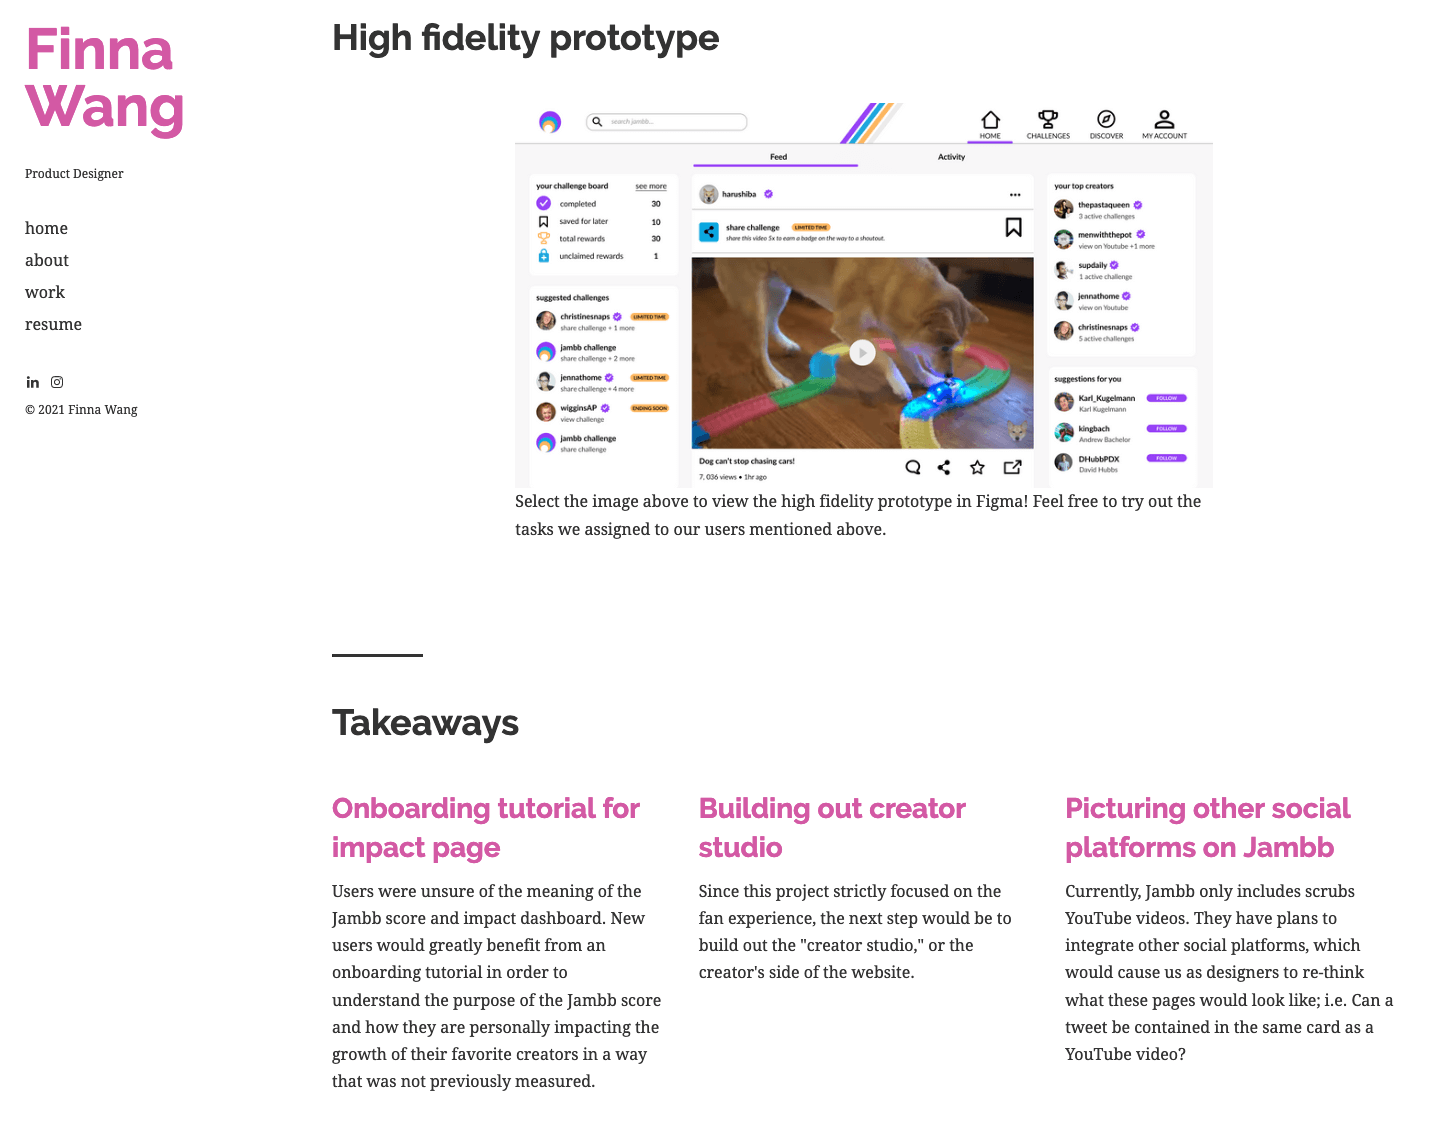 Finna
Wang
Product Designer
home
about
work
resume
© 2021 Finna Wang
High fidelity prototype
search jambb...
HOME
CHALLENGES
DISCOVER
MY ACCOUNT
Feed
Activity
your challenge board see more
completed 30
saved for later 10
total rewards 30
unclaimed rewards 1
suggested challenges
christinesnaps LIMITED TIME
share challenge + 1 more
jambb challenge
share challenge + 2 more
jennathome LIMITED TIME
share challenge + 4 more
wigginsAP ENDING SOON
view challenge
jambb challenge
share challenge
harushiba
share challenge LIMITED TIME
share this video 5x to earn a badge on the way to a shoutout.
Dog can't stop chasing cars!
7, 036 views • 1hr ago
your top creators
thepastaqueen
3 active challenges
menwiththepot
view on Youtube +1 more
supdaily
1 active challenge
jennathome
view on Youtube
christinesnaps
5 active challenges
suggestions for you
Karl_Kugelmann FOLLOW
Karl Kugelman
kingbach FOLLOW
Andrew Bachelor
DHubbPDX FOLLOW
David Hubbs
Select the image above to view the high fidelity prototype in Figma! Feel free to try out the
tasks we assigned to our users mentioned above.
Takeaways
Onboarding tutorial for
impact page
Users were unsure of the meaning of the
Jambb score and impact dashboard. New
users would greatly benefit from an
onboarding tutorial in order to
understand the purpose of the Jambb score
and how they are personally impacting the
growth of their favorite creators in a way
that was not previously measured.
Building out creator
studio
Since this project strictly focused on the
fan experience, the next step would be to
build out the "creator studio," or the
creator's side of the website.
Picturing other social
platforms on Jambb
Currently, Jambb only includes scrubs
YouTube videos. They have plans to
integrate other social platforms, which
would cause us as designers to re-think
what these pages would look like; i.e. Can a
tweet be contained in the same card as a
YouTube video?